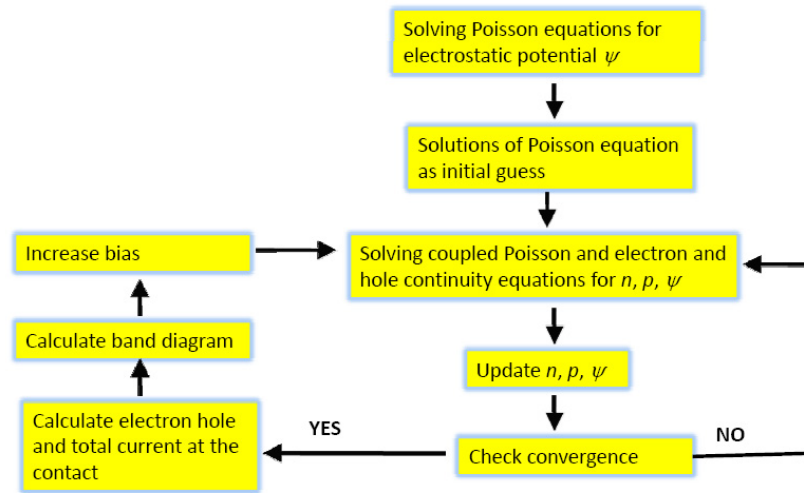 Solving Poisson equations for
electrostatic potential ψ
Solutions of Poisson equation
as initial guess
Increase bias
Solving coupled Poisson and electron and
hole continuity equations for n, p, ψ
Calculate band diagram
Update n, p, ψ
Calculate electron hole
and total current at the
contact
YES
Check convergence
NO